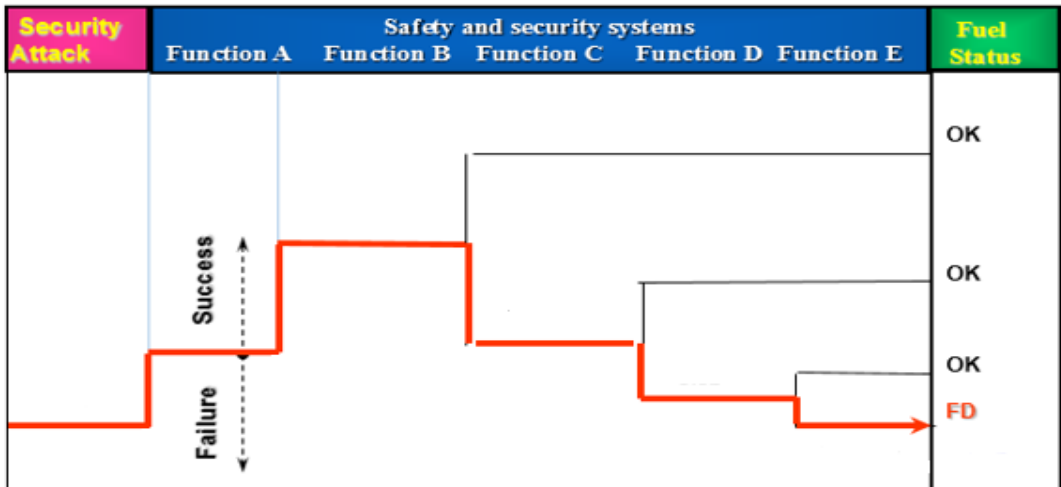 Security
Attack
Safety and security systems
Function A Function B Function C Function D Function E
Fuel
Status
OK
Success
OK
OK
Failure
FD